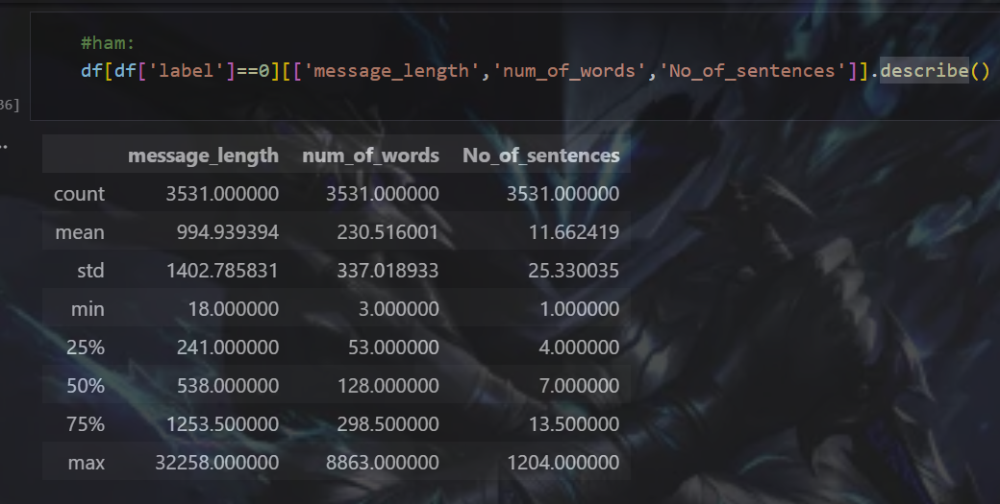 #ham:
df[df['label']==0][['message_length','num_of_words','No_of_sentences']].describe()
36]
..
message_length num_of_words No_of_sentences
count 3531.000000 3531.000000 3531.000000
mean 994.939394 230.516001 11.662419
std 1402.785831 337.018933 25.330035
min 18.000000 3.000000 1.000000
25% 241.000000 53.000000 4.000000
50% 538.000000 128.000000 7.000000
75% 1253.500000 298.500000 13.500000
max 32258.000000 8863.000000 1204.000000